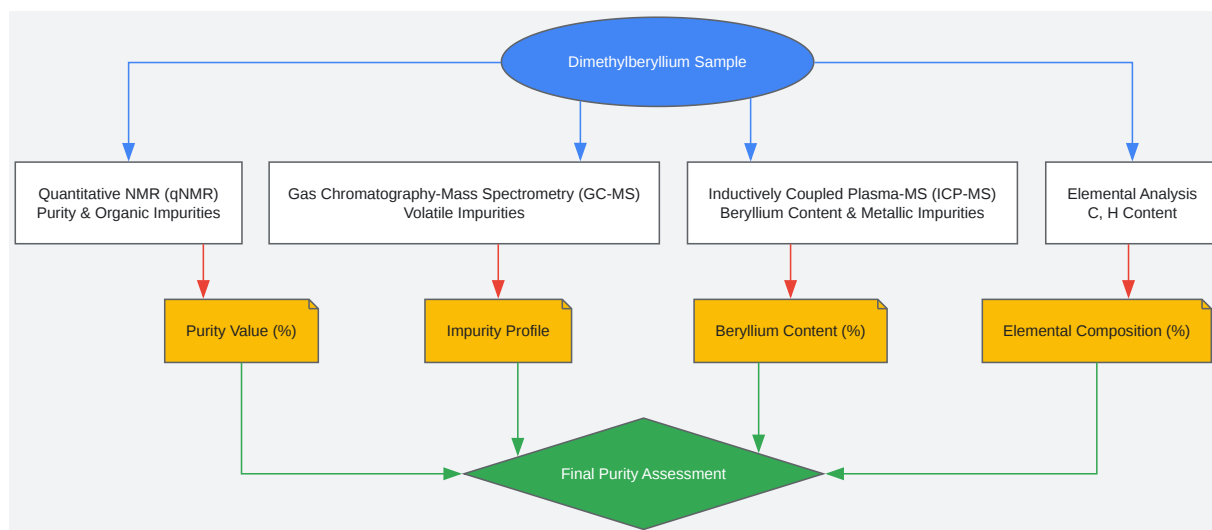 Dimethylberyllium Sample
Quantitative NMR (qNMR)
Purity & Organic Impurities
Gas Chromatography-Mass Spectrometry (GC-MS)
Volatile Impurities
Inductively Coupled Plasma-MS (ICP-MS)
Beryllium Content & Metallic Impurities
Elemental Analysis
C, H Content
Purity Value (%)
Impurity Profile
Beryllium Content (%)
Elemental Composition (%)
Final Purity Assessment